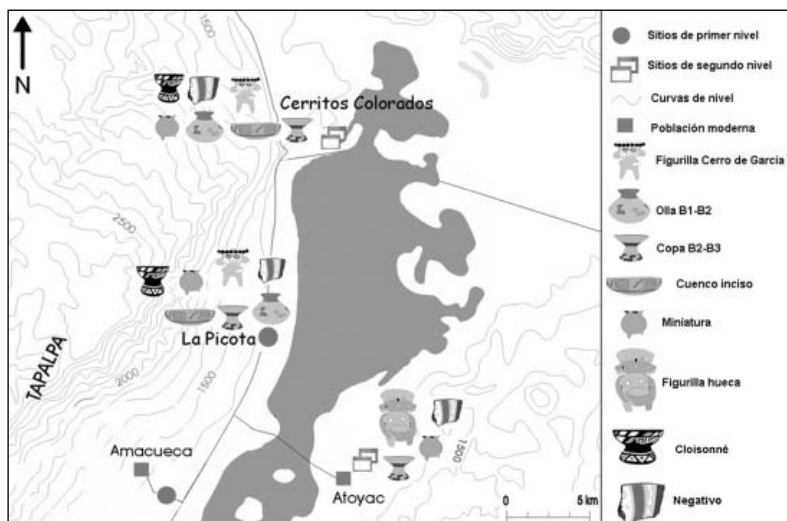 N
1500
Cerritos Colorados
2500
La Picota
TAPALPA
2000
1500
Amacueca
Atoyac
1500
0 5 km
Sitios de primer nivel
Sitios de segundo nivel
Curvas de nivel
Población moderna
Figurilla Cerro de García
Olla B1-B2
Copa B2-B3
Cuenco inciso
Miniatura
Figurilla hueca
Cloisonné
Negativo